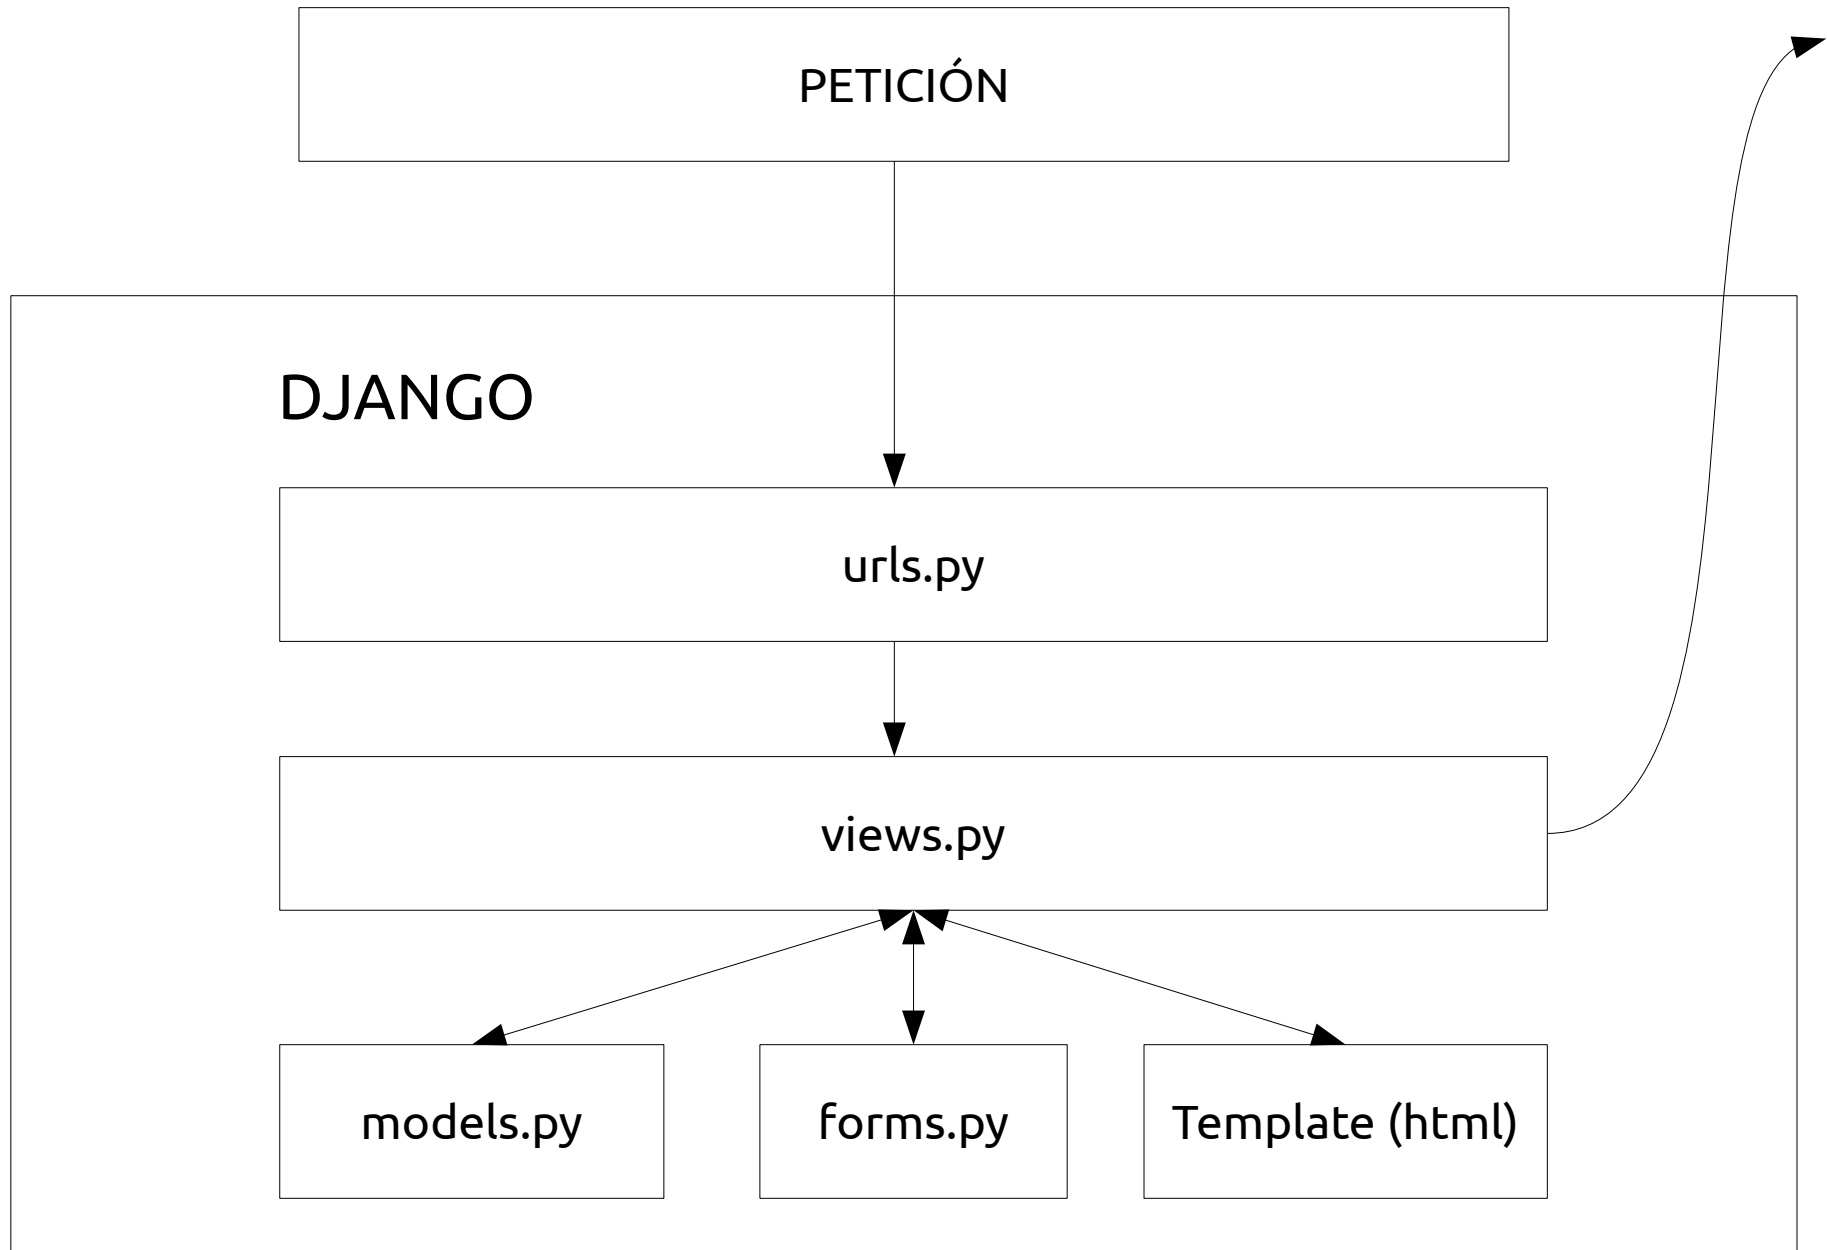 PETICIÓN
DJANGO
urls.py
views.py
models.py
forms.py
Template (html)